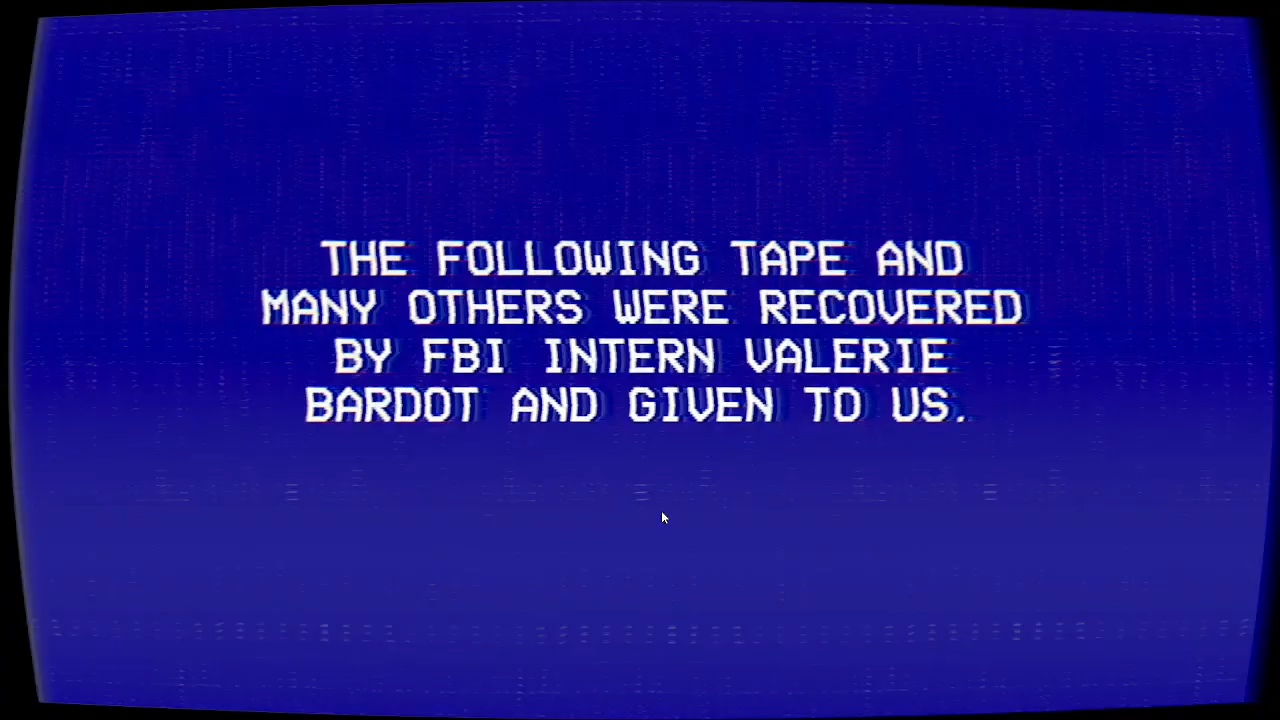 THE FOLLOWING TAPE AND
MANY OTHERS WERE RECOVERED
BY FBI INTERN VALERIE
BARDOT AND GIVEN TO US.